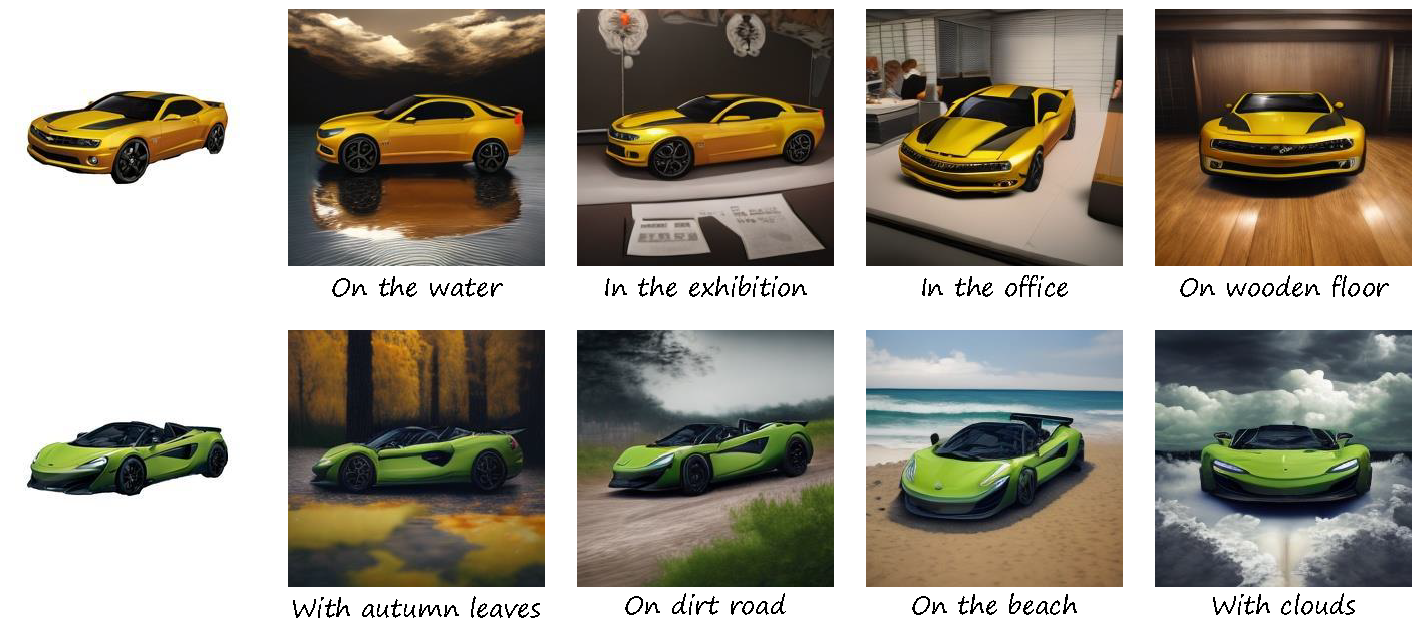 On the water
In the exhibition
In the office
On wooden floor
With autumn leaves
On dirt road
On the beach
With clouds